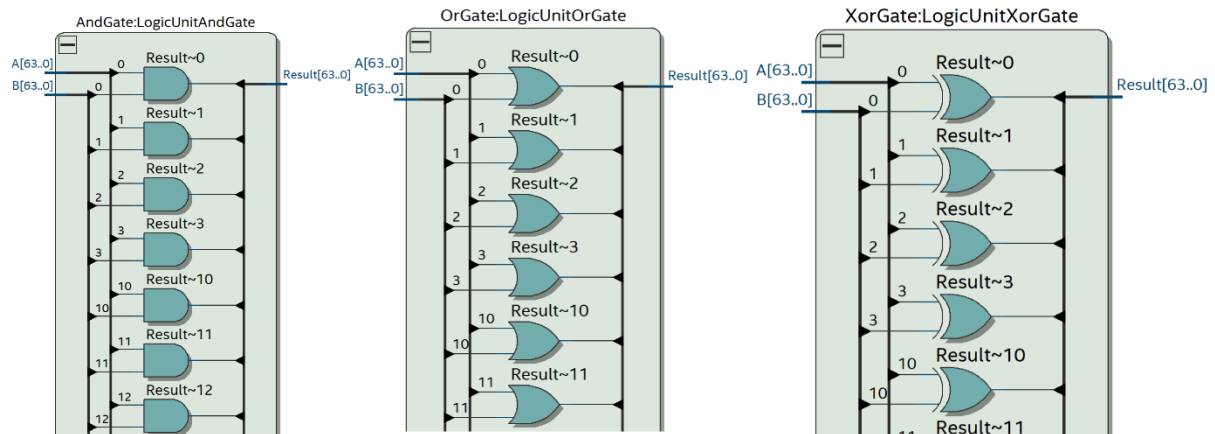 AndGate:LogicUnitAndGate
A[63..0]
B[63..0]
Result[63..0]
0
Result~0
0
1
Result~1
1
2
Result~2
2
3
Result~3
3
10
Result~10
10
11
Result~11
11
12
Result~12
12
OrGate:LogicUnitOrGate
A[63..0]
B[63..0]
Result[63..0]
0
Result~0
0
1
Result~1
1
2
Result~2
2
3
Result~3
3
10
Result~10
10
11
Result~11
11
XorGate:LogicUnitXorGate
A[63..0]
B[63..0]
Result[63..0]
0
Result~0
0
1
Result~1
1
2
Result~2
2
3
Result~3
3
10
Result~10
10
11
Result~11